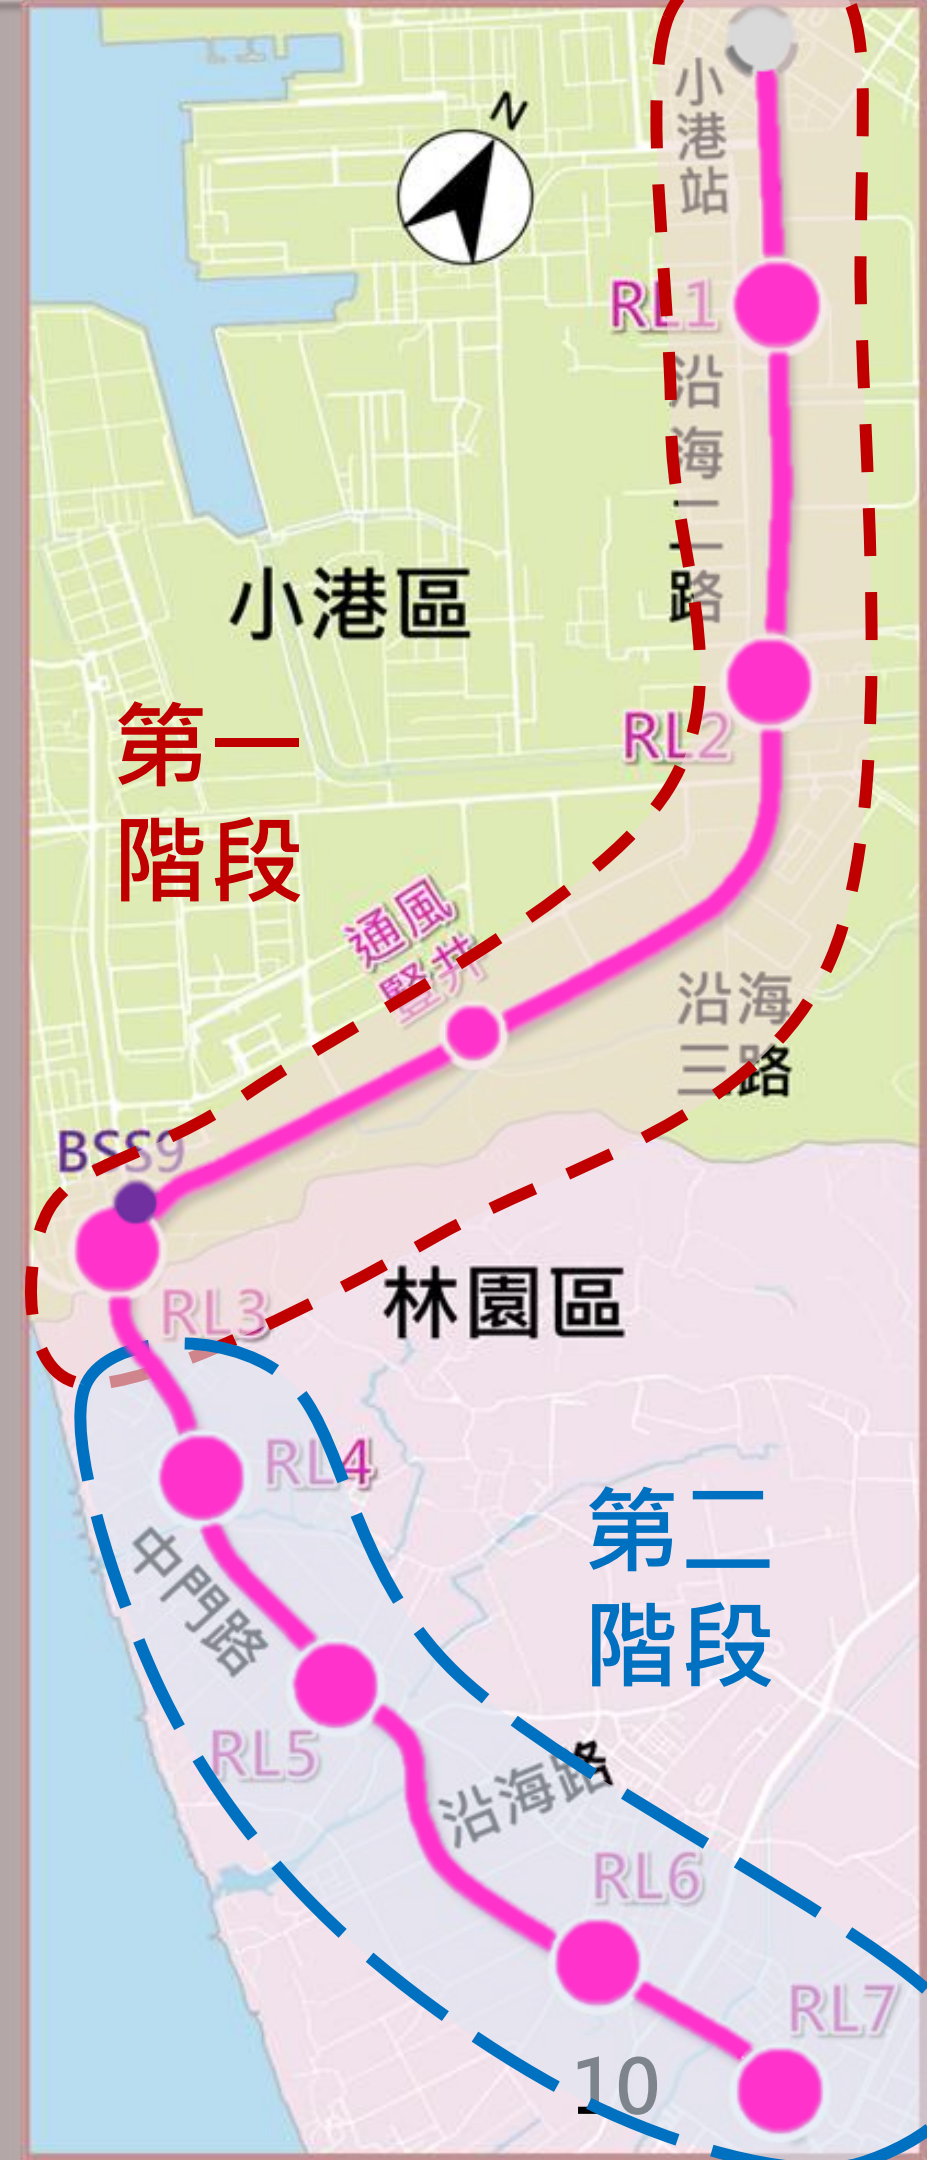 N
小港站
RL1
沿海二路
小港區
RL2
第一
階段
通風
豎井
沿海
三路
BSS9
RL3
林園區
RL4
第二
階段
中門路
RL5
沿海路
RL6
RL7
10